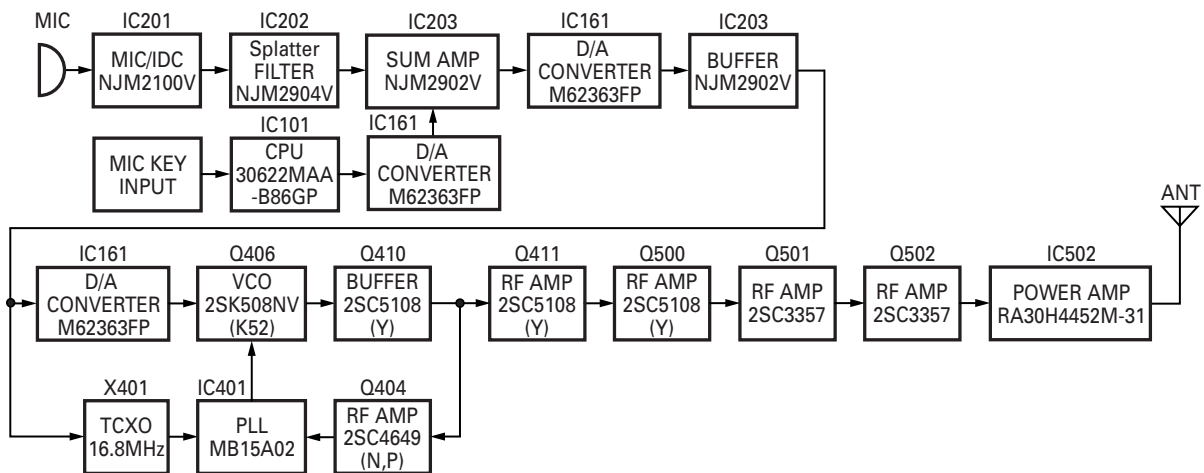 MIC
IC201
MIC/IDC
NJM2100V
IC202
Splatter
FILTER
NJM2904V
IC203
SUM AMP
NJM2902V
IC161
D/A
CONVERTER
M62363FP
IC203
BUFFER
NJM2902V
MIC KEY
INPUT
IC101
CPU
30622MAA
-B86GP
IC161
D/A
CONVERTER
M62363FP
ANT
IC161
D/A
CONVERTER
M62363FP
Q406
VCO
2SK508NV
(K52)
Q410
BUFFER
2SC5108
(Y)
Q411
RF AMP
2SC5108
(Y)
Q500
RF AMP
2SC5108
(Y)
Q501
RF AMP
2SC3357
Q502
RF AMP
2SC3357
IC502
POWER AMP
RA30H4452M-31
X401
TCXO
16.8MHz
IC401
PLL
MB15A02
Q404
RF AMP
2SC4649
(N,P)